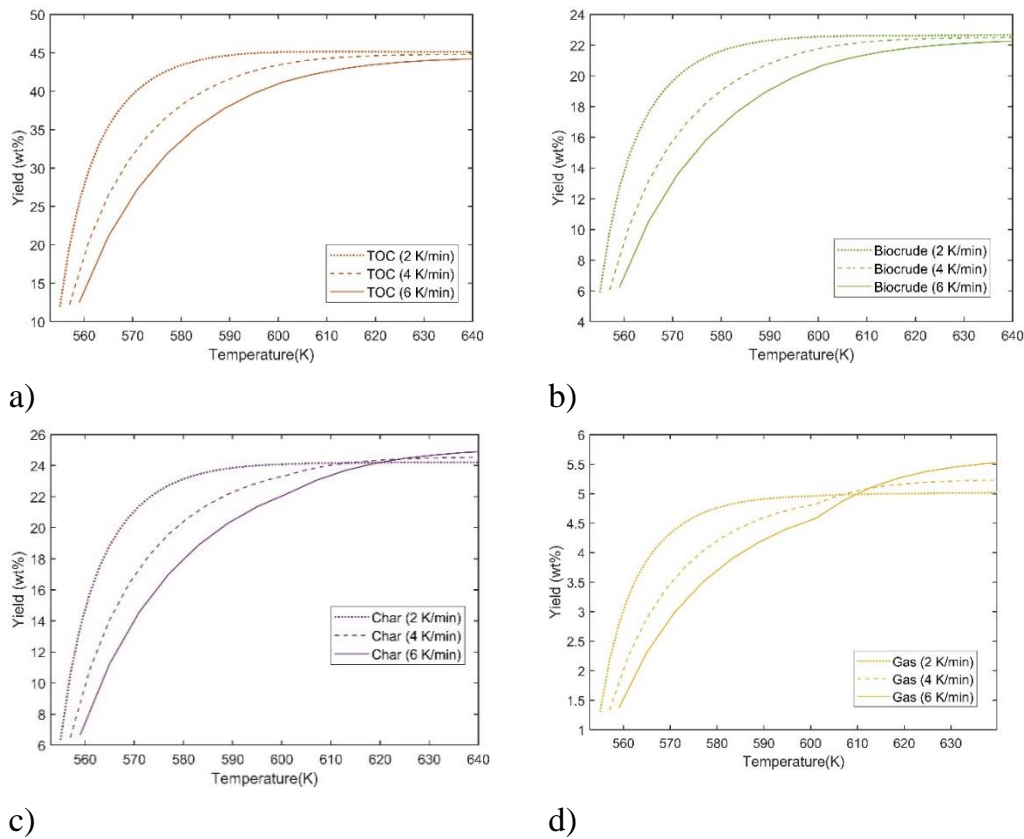 50
45
40
35
30
25
20
15
10
Yield (wt%)
560 570 580 590 600 610 620 630 640
Temperature(K)
TOC (2 K/min)
TOC (4 K/min)
TOC (6 K/min)
a)
24
22
20
18
16
14
12
10
8
6
4
Yield (wt%)
560 570 580 590 600 610 620 630 640
Temperature(K)
Biocrude (2 K/min)
Biocrude (4 K/min)
Biocrude (6 K/min)
b)
26
24
22
20
18
16
14
12
10
8
6
Yield (wt%)
560 570 580 590 600 610 620 630 640
Temperature(K)
Char (2 K/min)
Char (4 K/min)
Char (6 K/min)
c)
6
5.5
5
4.5
4
3.5
3
2.5
2
1.5
1
Yield (wt%)
560 570 580 590 600 610 620 630
Temperature(K)
Gas (2 K/min)
Gas (4 K/min)
Gas (6 K/min)
d)